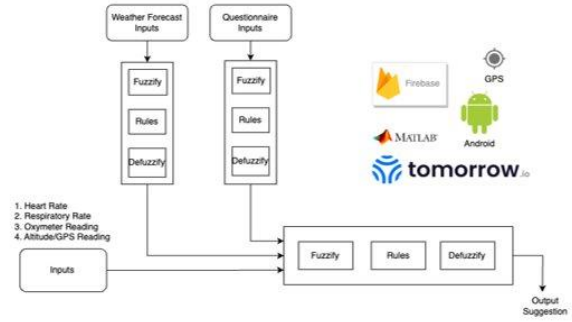 Weather Forecast
Inputs
Questionnaire
Inputs
Fuzzify
Rules
Defuzzify
Fuzzify
Rules
Defuzzify
Firebase
GPS
MATLAB
Android
tomorrow.io
1. Heart Rate
2. Respiratory Rate
3. Oxymeter Reading
4. Altitude/GPS Reading
Inputs
Fuzzify
Rules
Defuzzify
Output
Suggestion